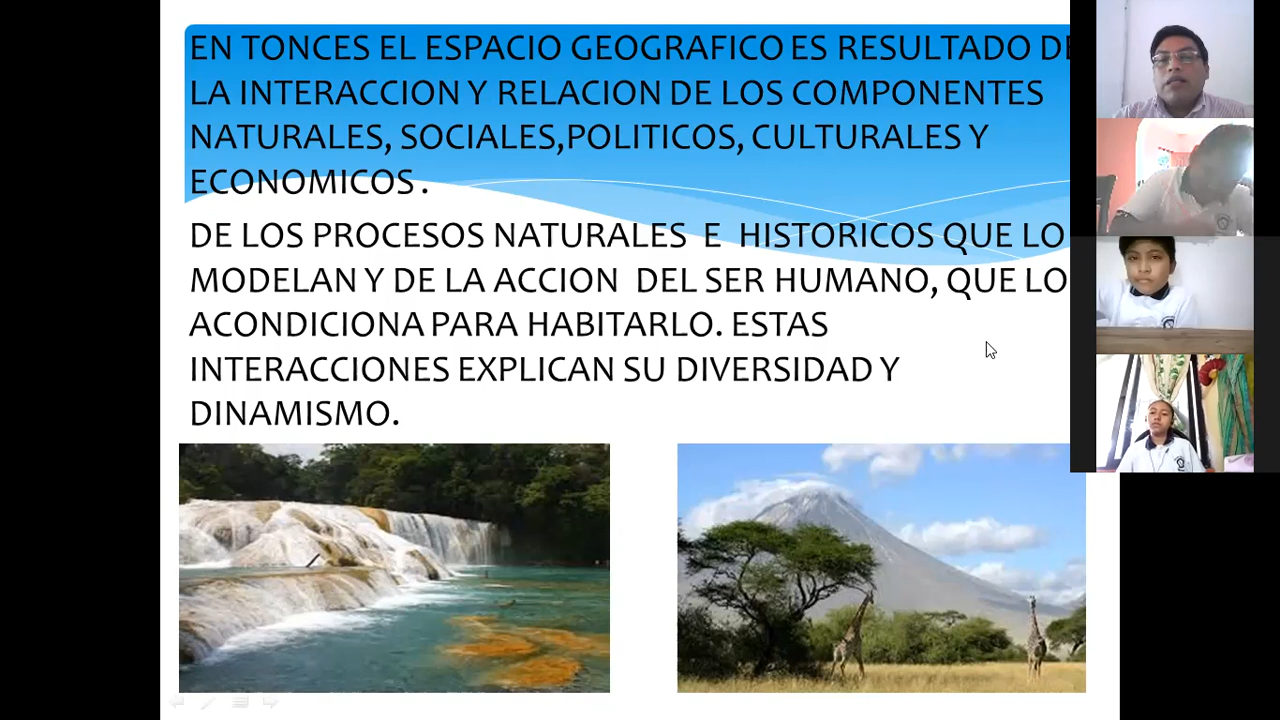 EN TONCES EL ESPACIO GEOGRAFICO ES RESULTADO DE
LA INTERACCION Y RELACION DE LOS COMPONENTES
NATURALES, SOCIALES,POLITICOS, CULTURALES Y
ECONOMICOS .
DE LOS PROCESOS NATURALES E HISTORICOS QUE LO
MODELAN Y DE LA ACCION DEL SER HUMANO, QUE LO
ACONDICIONA PARA HABITARLO. ESTAS
INTERACCIONES EXPLICAN SU DIVERSIDAD Y
DINAMISMO.